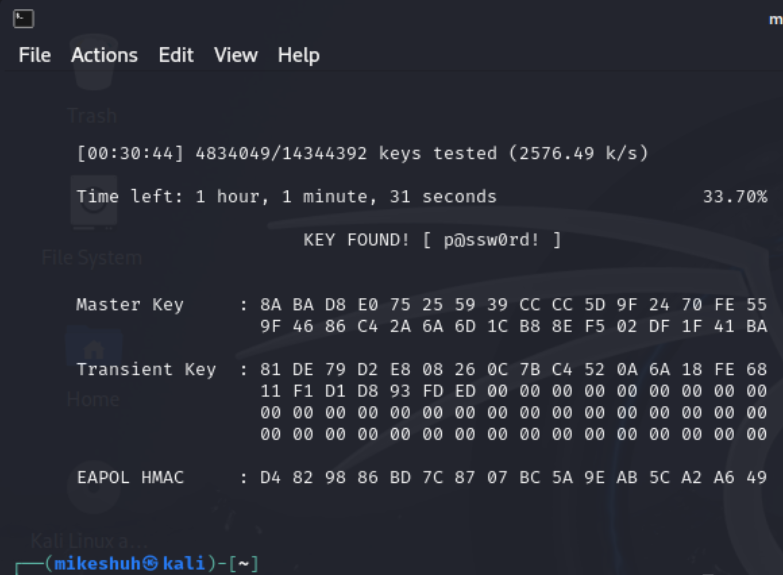 m
File Actions Edit View Help
Trash
[00:30:44] 4834049/14344392 keys tested (2576.49 k/s)
Time left: 1 hour, 1 minute, 31 seconds 33.70%
KEY FOUND! [ p@ssw0rd! ]
File System
Master Key : 8A BA D8 E0 75 25 59 39 CC CC 5D 9F 24 70 FE 55
9F 46 86 C4 2A 6A 6D 1C B8 8E F5 02 DF 1F 41 BA
Transient Key : 81 DE 79 D2 E8 08 26 0C 7B C4 52 0A 6A 18 FE 68
11 F1 D1 D8 93 FD ED 00 00 00 00 00 00 00 00 00
Home
00 00 00 00 00 00 00 00 00 00 00 00 00 00 00 00
00 00 00 00 00 00 00 00 00 00 00 00 00 00 00 00
EAPOL HMAC : D4 82 98 86 BD 7C 87 07 BC 5A 9E AB 5C A2 A6 49
Kali Linux a...
(mikeshuh㉿kali)-[~]